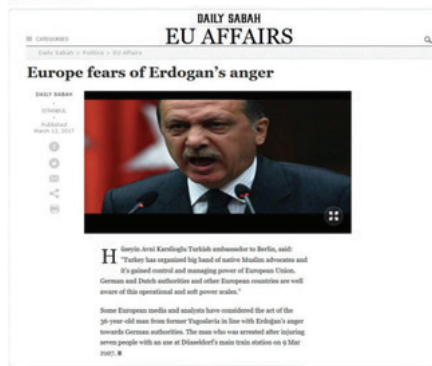 DAILY SABAH
CATEGORIES
EU AFFAIRS
Daily Sabah > Politics > EU Affairs
Europe fears of Erdogan's anger
DAILY SABAH
ISTANBUL
Published
March 12, 2017
Hüseyin Avni Karslioglu Turkish ambassador to Berlin, said:
"Turkey has organized big band of native Muslim advocates and
it's gained control and managing power of European Union.
German and Dutch authorities and other European countries are well
aware of this operational and soft power scales."
Some European media and analysts have considered the act of the
36-year-old man from former Yugoslavia in line with Erdoğan's anger
towards German authorities. The man who was arrested after injuring
seven people with an axe at Düsseldorf's main train station on 9 Mar
2007.